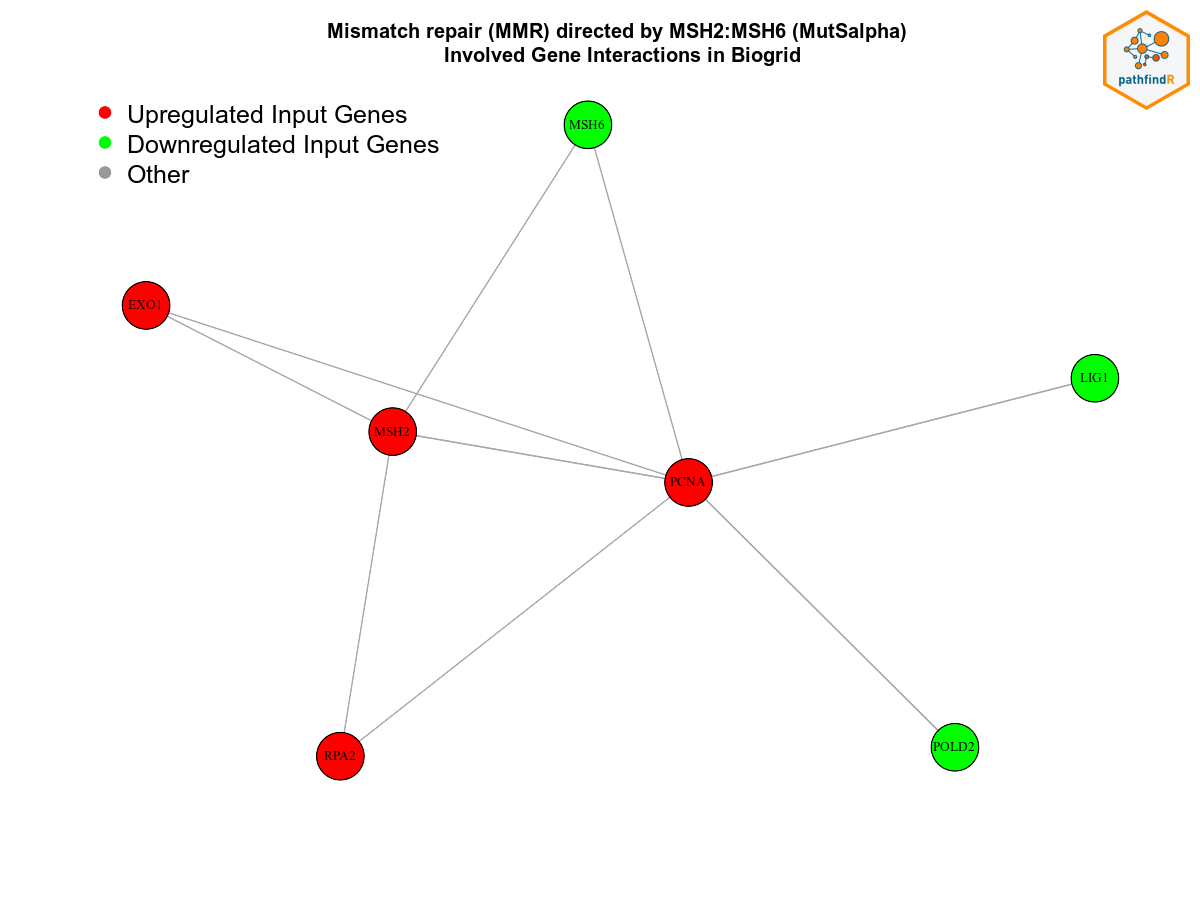 Mismatch repair (MMR) directed by MSH2:MSH6 (MutSalpha)
Involved Gene Interactions in Biogrid
pathfindR
Upregulated Input Genes
Downregulated Input Genes
Other
MSH6
EXO1
LIG1
MSH2
PCNA
POLD2
RPA2